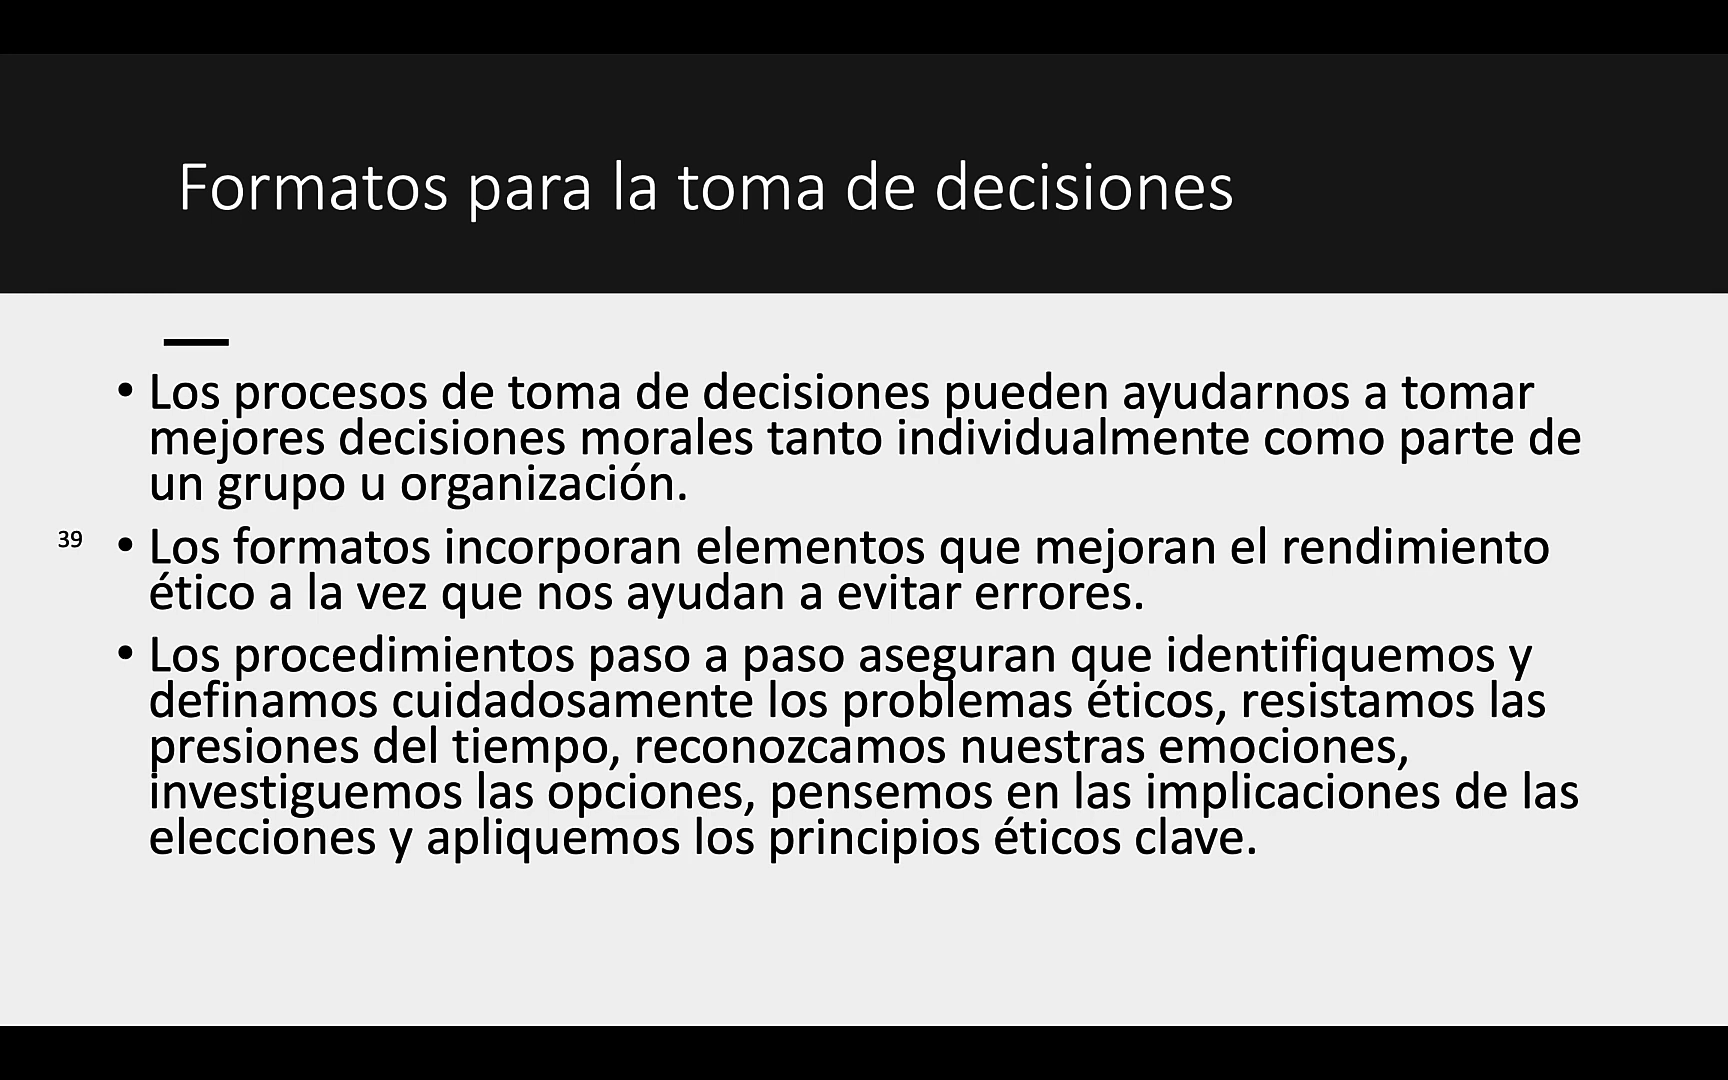 Formatos para la toma de decisiones
• Los procesos de toma de decisiones pueden ayudarnos a tomar
mejores decisiones morales tanto individualmente como parte de
un grupo u organización.
39
• Los formatos incorporan elementos que mejoran el rendimiento
ético a la vez que nos ayudan a evitar errores.
• Los procedimientos paso a paso aseguran que identifiquemos y
definamos cuidadosamente los problemas éticos, resistamos las
presiones del tiempo, reconozcamos nuestras emociones,
investiguemos las opciones, pensemos en las implicaciones de las
elecciones y apliquemos los principios éticos clave.